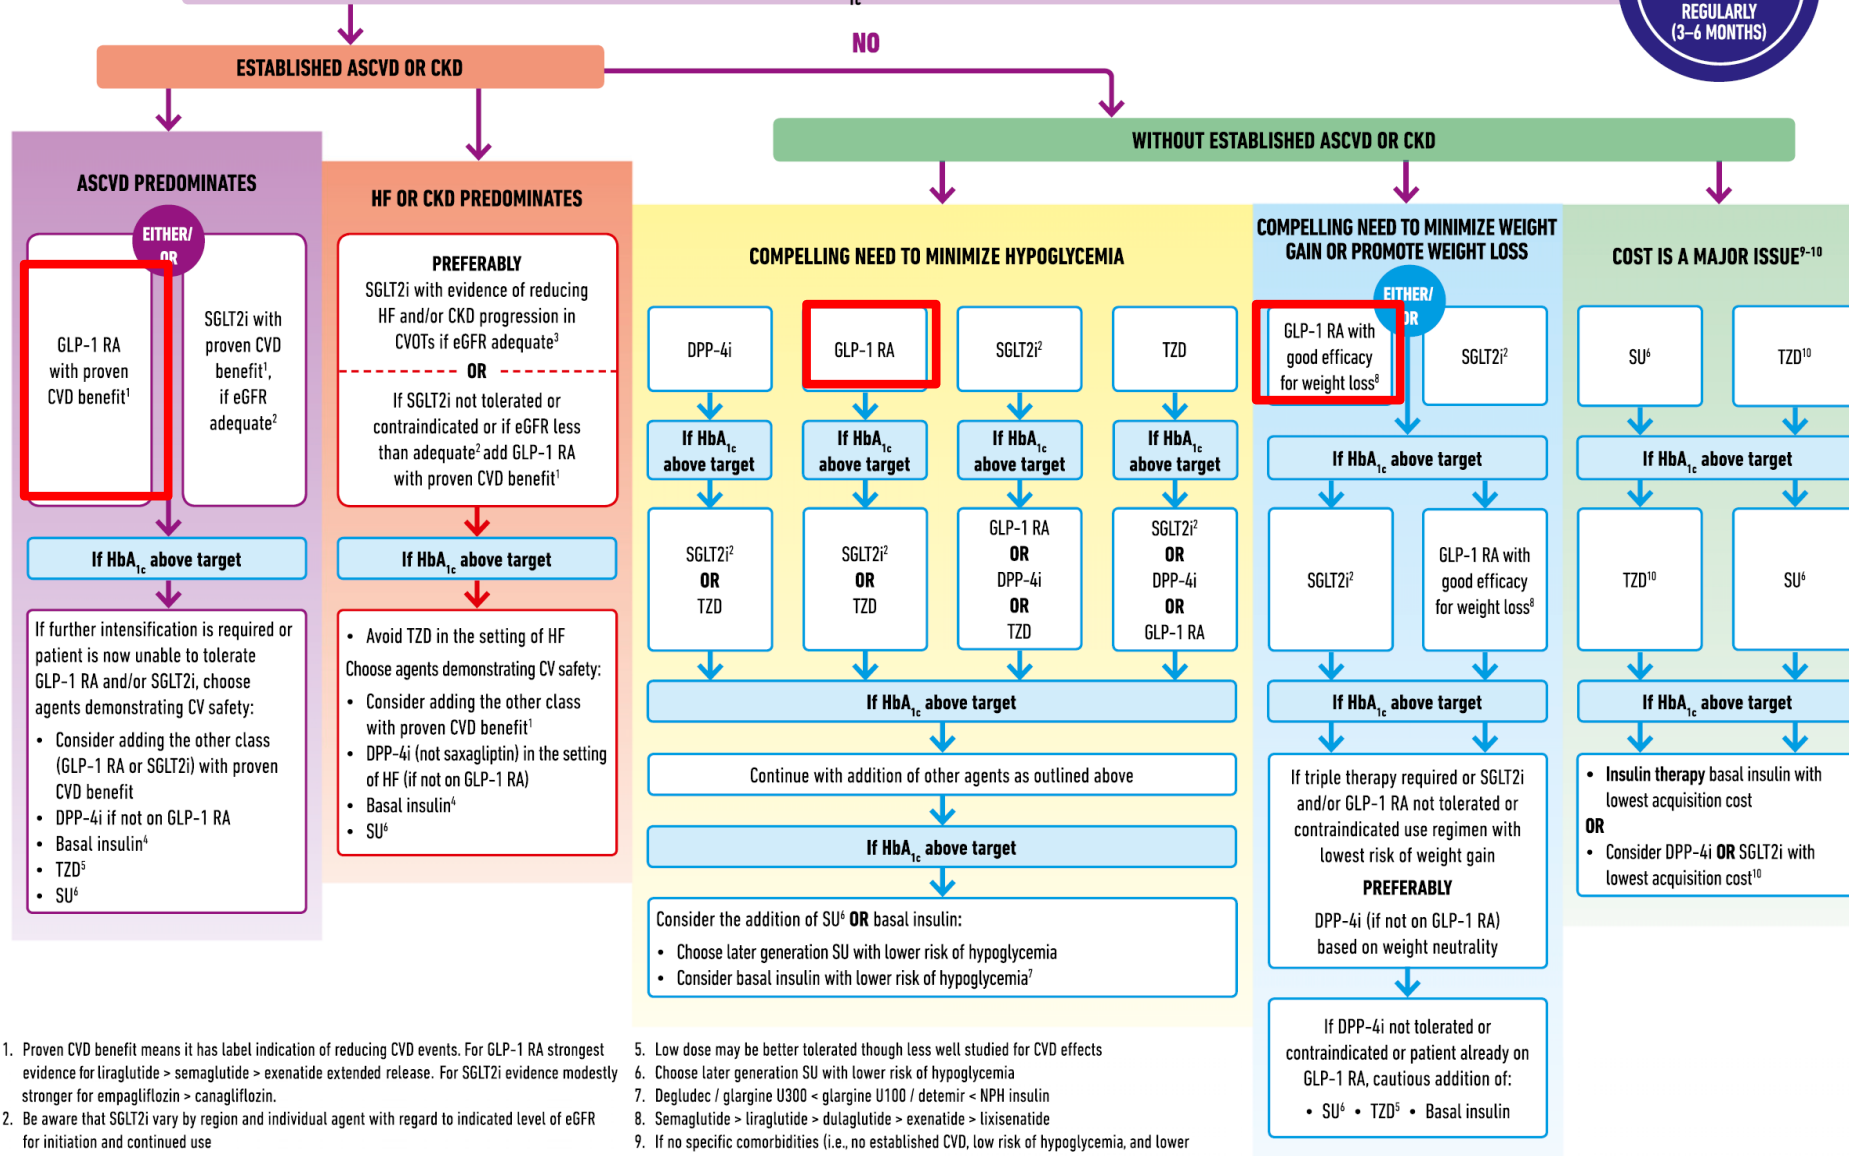 1c
REGULARLY
(3–6 MONTHS)
NO
ESTABLISHED ASCVD OR CKD
WITHOUT ESTABLISHED ASCVD OR CKD
ASCVD PREDOMINATES
EITHER/
OR
GLP-1 RA
with proven
CVD benefit¹
SGLT2i with
proven CVD
benefit¹,
if eGFR
adequate²
If HbA1c above target
If further intensification is required or
patient is now unable to tolerate
GLP-1 RA and/or SGLT2i, choose
agents demonstrating CV safety:
• Consider adding the other class
(GLP-1 RA or SGLT2i) with proven
CVD benefit
• DPP-4i if not on GLP-1 RA
• Basal insulin⁴
• TZD⁵
• SU⁶
HF OR CKD PREDOMINATES
PREFERABLY
SGLT2i with evidence of reducing
HF and/or CKD progression in
CVOTs if eGFR adequate³
OR
If SGLT2i not tolerated or
contraindicated or if eGFR less
than adequate² add GLP-1 RA
with proven CVD benefit¹
If HbA1c above target
• Avoid TZD in the setting of HF
Choose agents demonstrating CV safety:
• Consider adding the other class
with proven CVD benefit¹
• DPP-4i (not saxagliptin) in the setting
of HF (if not on GLP-1 RA)
• Basal insulin⁴
• SU⁶
COMPELLING NEED TO MINIMIZE HYPOGLYCEMIA
DPP-4i
If HbA1c
above target
SGLT2i²
OR
TZD
GLP-1 RA
If HbA1c
above target
SGLT2i²
OR
TZD
SGLT2i²
If HbA1c
above target
GLP-1 RA
OR
DPP-4i
OR
TZD
TZD
If HbA1c
above target
SGLT2i²
OR
DPP-4i
OR
GLP-1 RA
If HbA1c above target
Continue with addition of other agents as outlined above
If HbA1c above target
Consider the addition of SU⁶ OR basal insulin:
• Choose later generation SU with lower risk of hypoglycemia
• Consider basal insulin with lower risk of hypoglycemia⁷
COMPELLING NEED TO MINIMIZE WEIGHT
GAIN OR PROMOTE WEIGHT LOSS
EITHER/
OR
GLP-1 RA with
good efficacy
for weight loss⁸
SGLT2i²
If HbA1c above target
SGLT2i²
GLP-1 RA with
good efficacy
for weight loss⁸
If HbA1c above target
If triple therapy required or SGLT2i
and/or GLP-1 RA not tolerated or
contraindicated use regimen with
lowest risk of weight gain
PREFERABLY
DPP-4i (if not on GLP-1 RA)
based on weight neutrality
If DPP-4i not tolerated or
contraindicated or patient already on
GLP-1 RA, cautious addition of:
• SU⁶ • TZD⁵ • Basal insulin
COST IS A MAJOR ISSUE⁹⁻¹⁰
SU⁶
TZD¹⁰
If HbA1c above target
TZD¹⁰
SU⁶
If HbA1c above target
• Insulin therapy basal insulin with
lowest acquisition cost
OR
• Consider DPP-4i OR SGLT2i with
lowest acquisition cost¹⁰
1. Proven CVD benefit means it has label indication of reducing CVD events. For GLP-1 RA strongest
evidence for liraglutide > semaglutide > exenatide extended release. For SGLT2i evidence modestly
stronger for empagliflozin > canagliflozin.
2. Be aware that SGLT2i vary by region and individual agent with regard to indicated level of eGFR
for initiation and continued use
5. Low dose may be better tolerated though less well studied for CVD effects
6. Choose later generation SU with lower risk of hypoglycemia
7. Degludec / glargine U300 < glargine U100 / detemir < NPH insulin
8. Semaglutide > liraglutide > dulaglutide > exenatide > lixisenatide
9. If no specific comorbidities (i.e., no established CVD, low risk of hypoglycemia, and lower